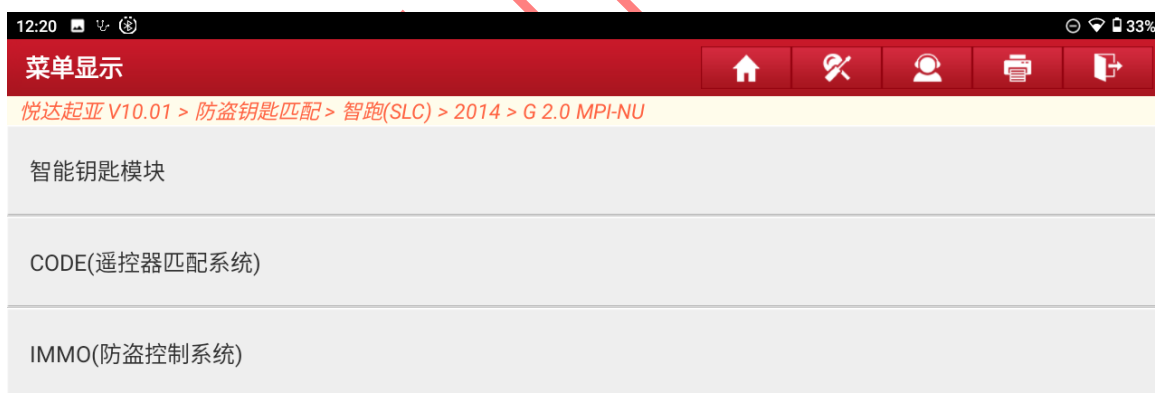 12:20
33%
菜单显示
悦达起亚 V10.01 > 防盗钥匙匹配 > 智跑(SLC) > 2014 > G 2.0 MPI-NU
智能钥匙模块
CODE(遥控器匹配系统)
IMMO(防盗控制系统)